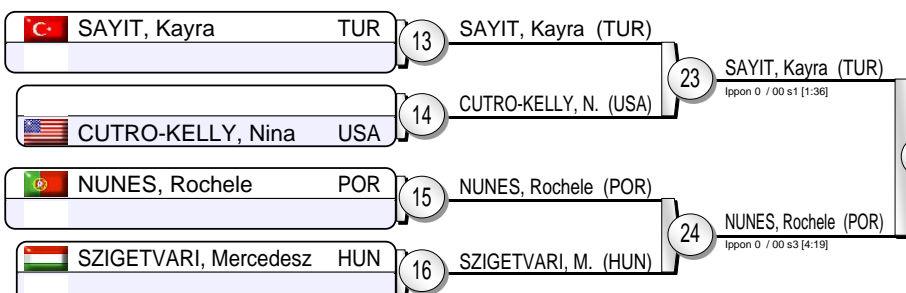 SAYIT, Kayra TUR
13
SAYIT, Kayra (TUR)
23
SAYIT, Kayra (TUR)
Ippon 0 / 00 s1 [1:36]
14
CUTRO-KELLY, N. (USA)
CUTRO-KELLY, Nina USA
NUNES, Rochele POR
15
NUNES, Rochele (POR)
24
NUNES, Rochele (POR)
Ippon 0 / 00 s3 [4:19]
SZIGETVARI, Mercedesz HUN
16
SZIGETVARI, M. (HUN)